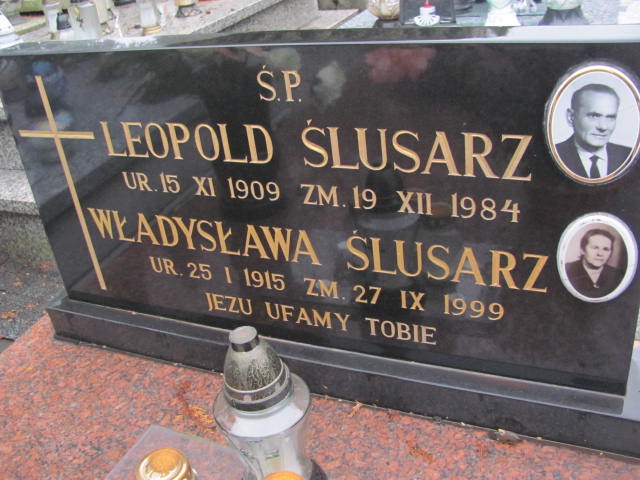 Ś.P.
LEOPOLD ŚLUSARZ
UR. 15 XI 1909 ZM. 19 XII 1984
WŁADYSŁAWA ŚLUSARZ
UR. 25 I 1915 ZM. 27 IX 1999
JEZU UFAMY TOBIE